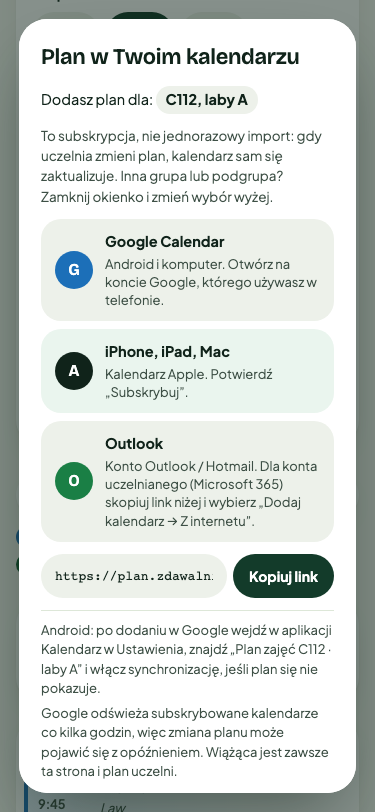 Plan w Twoim kalendarzu
Dodasz plan dla: C112, laby A
To subskrypcja, nie jednorazowy import: gdy
uczelnia zmieni plan, kalendarz sam się
zaktualizuje. Inna grupa lub podgrupa?
Zamknij okienko i zmień wybór wyżej.
G
Google Calendar
Android i komputer. Otwórz na
koncie Google, którego używasz w
telefonie.
A
iPhone, iPad, Mac
Kalendarz Apple. Potwierdź
„Subskrybuj”.
O
Outlook
Konto Outlook / Hotmail. Dla konta
uczelnianego (Microsoft 365)
skopiuj link niżej i wybierz „Dodaj
kalendarz → Z internetu”.
https://plan.zdawaln
Kopiuj link
Android: po dodaniu w Google wejdź w aplikacji
Kalendarz w Ustawienia, znajdź „Plan zajęć C112 ·
laby A” i włącz synchronizację, jeśli plan się nie
pokazuje.
Google odświeża subskrybowane kalendarze
co kilka godzin, więc zmiana planu może
pojawić się z opóźnieniem. Wiążąca jest zawsze
ta strona i plan uczelni.
9:45
Law